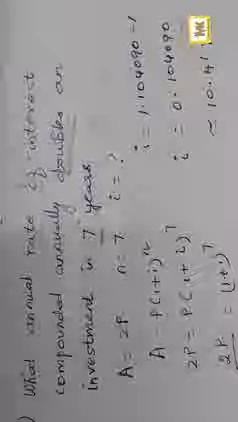 ) What annual rate of interest
compounded annually doubles an
investment in 7 years
A = 2P n = 7 i = ?
A = P(1+i)^n
2P = P(1+i)^7
2P = (1+i)^7
i = 1.104090 - 1
i = 0.104090
≈ 10.41